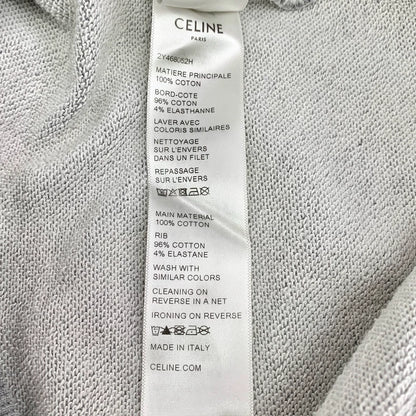 CELINE
PARIS
2Y468052H
MATIERE PRINCIPALE
100% COTON
BORD-COTE
96% COTON
4% ELASTHANNE
LAVER AVEC
COLORIS SIMILAIRES
NETTOYAGE
SUR L'ENVERS
DANS UN FILET
REPASSAGE
SUR L'ENVERS
MAIN MATERIAL
100% COTTON
RIB
96% COTTON
4% ELASTANE
WASH WITH
SIMILAR COLORS
CLEANING ON
REVERSE IN A NET
IRONING ON REVERSE
MADE IN ITALY
CELINE.COM